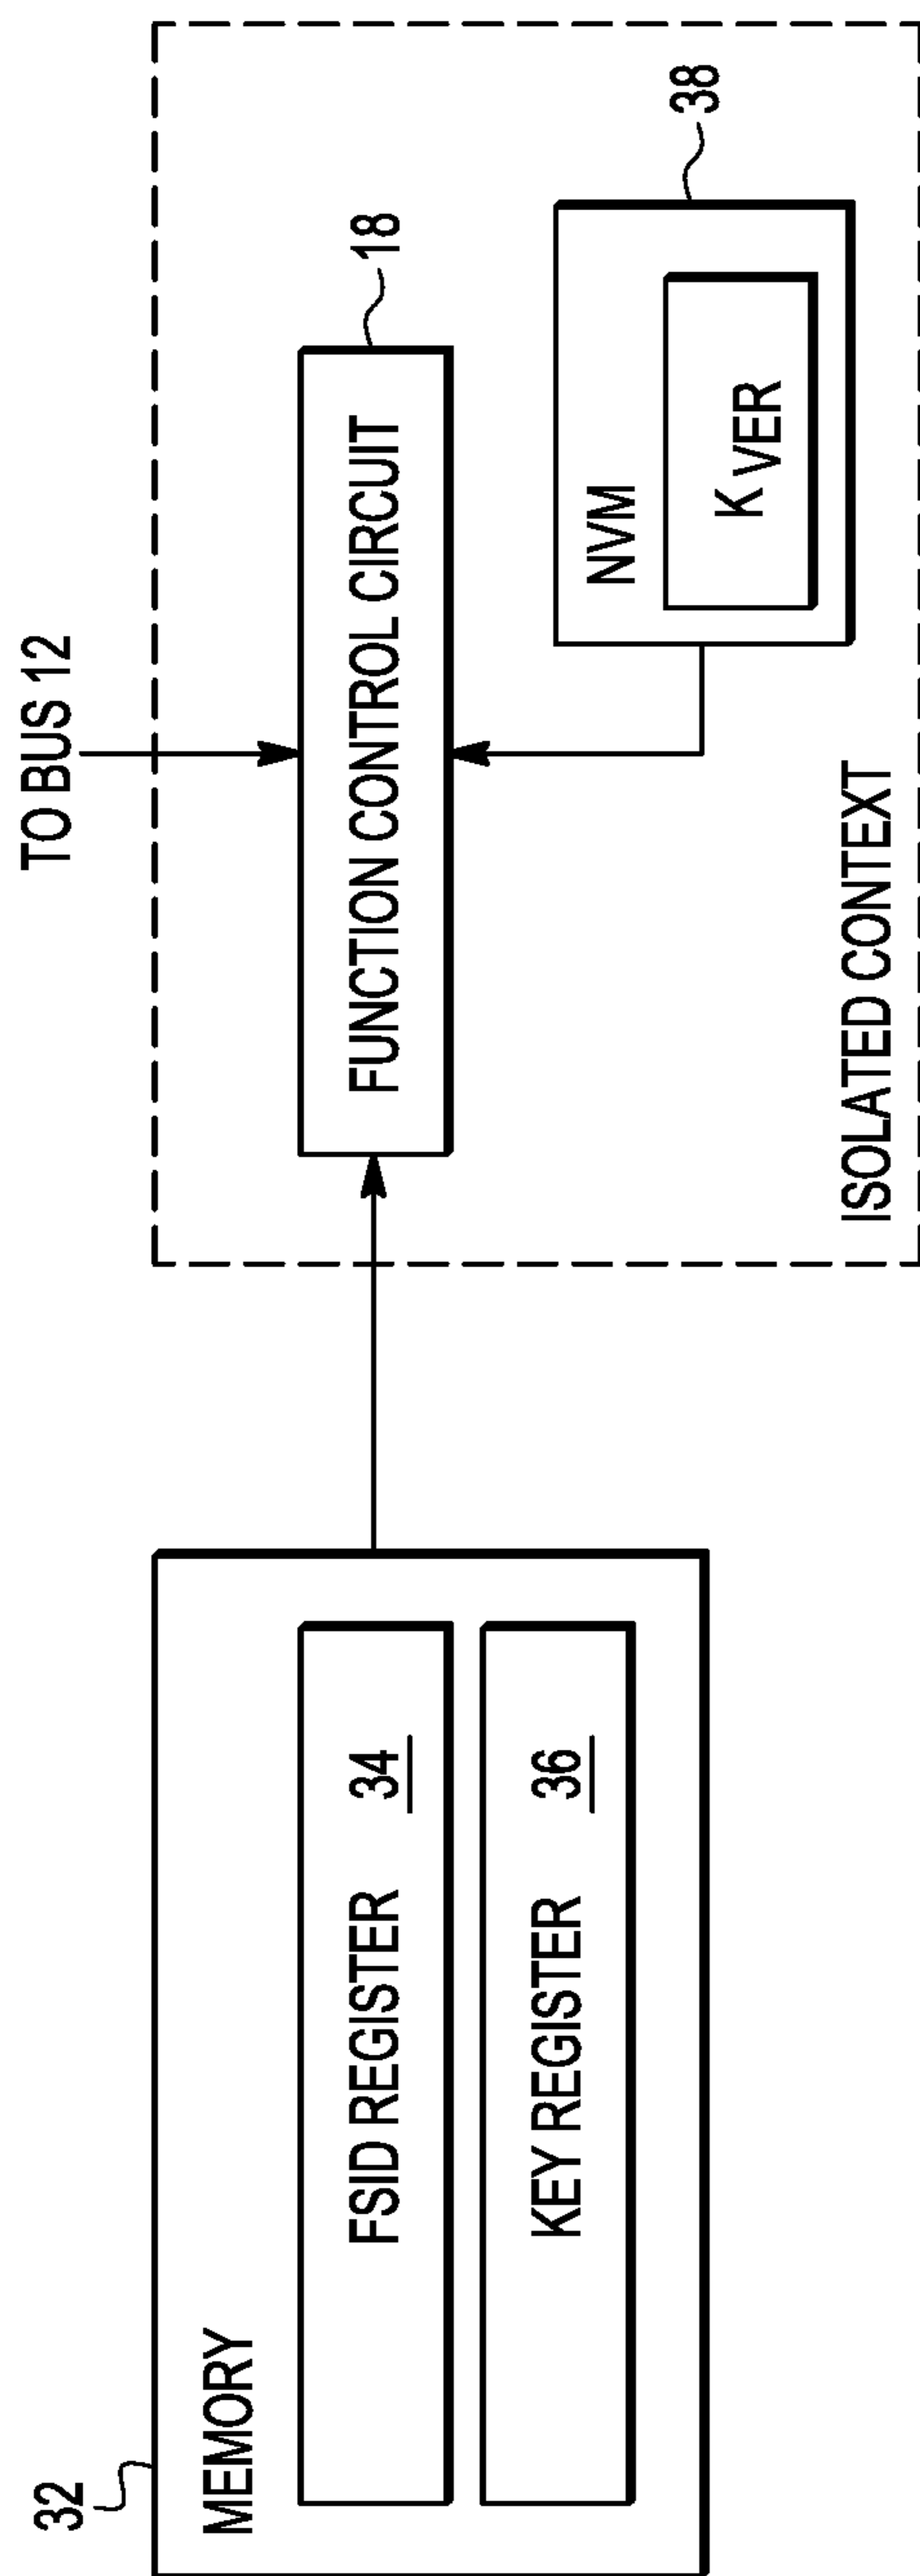 32
MEMORY
FSID REGISTER 34
KEY REGISTER 36
TO BUS 12
FUNCTION CONTROL CIRCUIT
18
NVM
38
K VER
ISOLATED CONTEXT